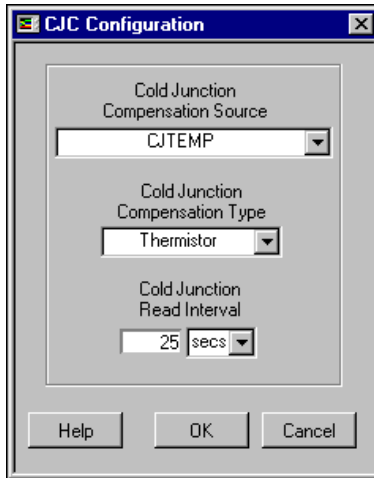 CJC Configuration
Cold Junction
Compensation Source
CJTEMP
Cold Junction
Compensation Type
Thermistor
Cold Junction
Read Interval
25 secs
Help OK Cancel